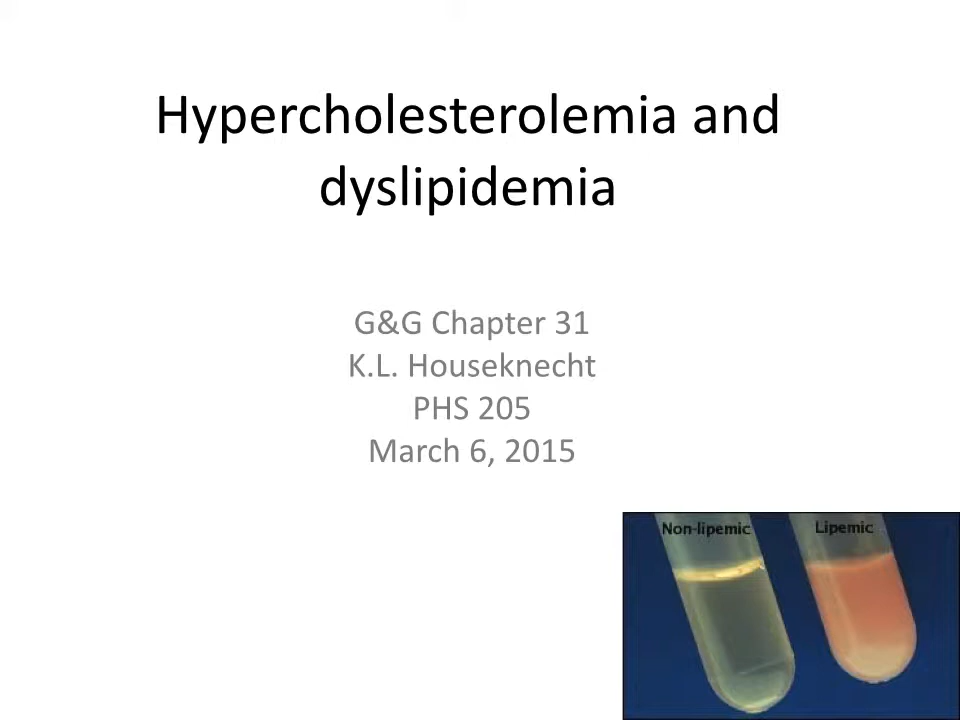 Hypercholesterolemia and
dyslipidemia
G&G Chapter 31
K.L. Houseknecht
PHS 205
March 6, 2015
Non-lipemic
Lipemic